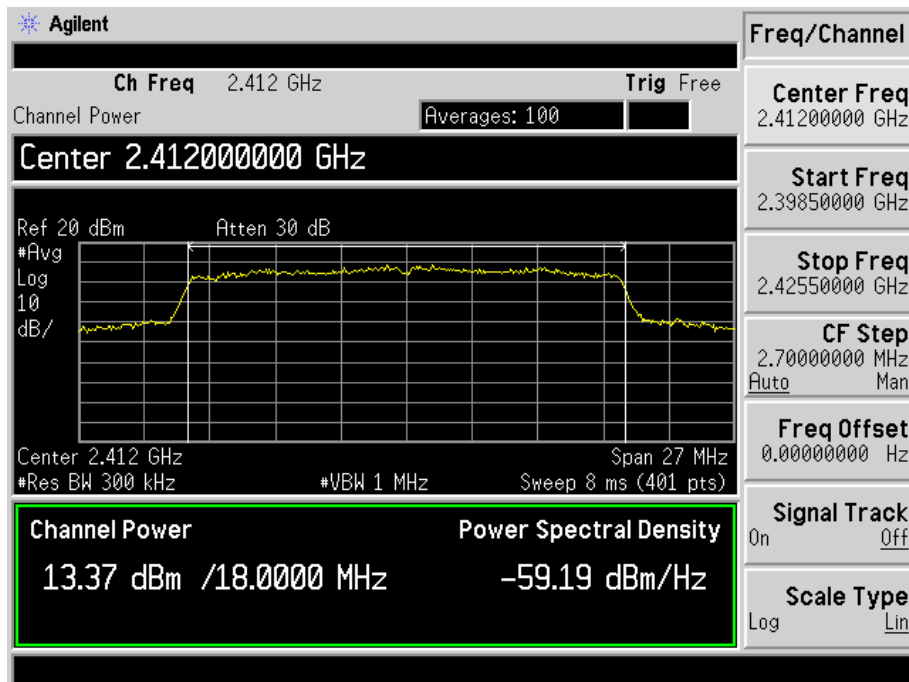 Agilent
Ch Freq 2.412 GHz Trig Free
Channel Power Averages: 100
Center 2.412000000 GHz
Ref 20 dBm Atten 30 dB
#Avg
Log
10
dB/
Center 2.412 GHz Span 27 MHz
#Res BW 300 kHz #VBW 1 MHz Sweep 8 ms (401 pts)
Channel Power Power Spectral Density
13.37 dBm /18.0000 MHz -59.19 dBm/Hz
Freq/Channel
Center Freq
2.41200000 GHz
Start Freq
2.39850000 GHz
Stop Freq
2.42550000 GHz
CF Step
2.70000000 MHz
Auto Man
Freq Offset
0.00000000 Hz
Signal Track
On Off
Scale Type
Log Lin